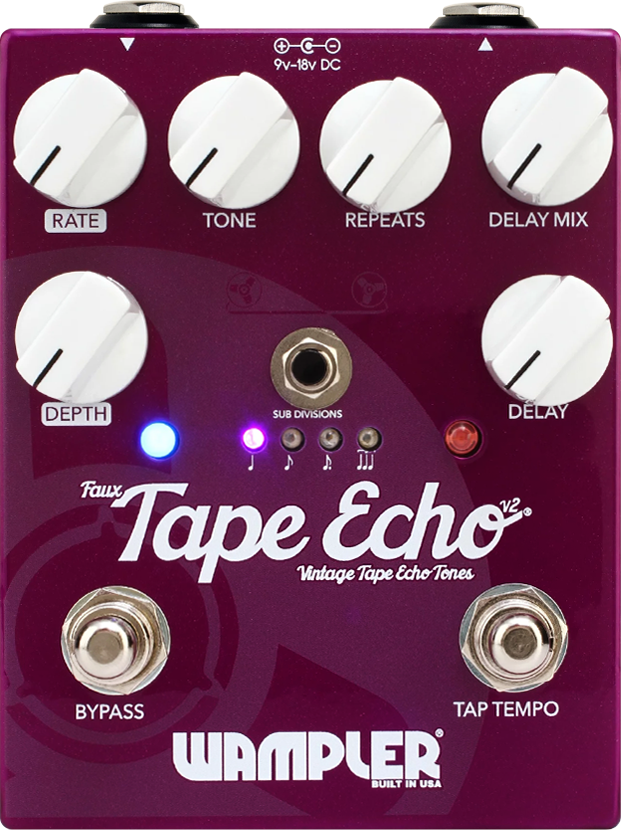 9v-18v DC
RATE
TONE
REPEATS
DELAY MIX
DEPTH
SUB DIVISIONS
DELAY
Faux
Tape Echo v2®
Vintage Tape Echo Tones
BYPASS
TAP TEMPO
WAMPLER®
BUILT IN USA